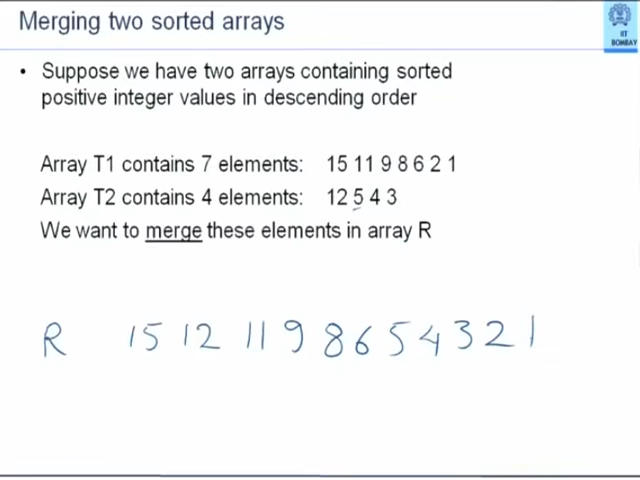 Merging two sorted arrays
IIT
BOMBAY
• Suppose we have two arrays containing sorted
positive integer values in descending order
Array T1 contains 7 elements: 15 11 9 8 6 2 1
Array T2 contains 4 elements: 12 5 4 3
We want to merge these elements in array R
R 15 12 11 9 8 6 5 4 3 2 1